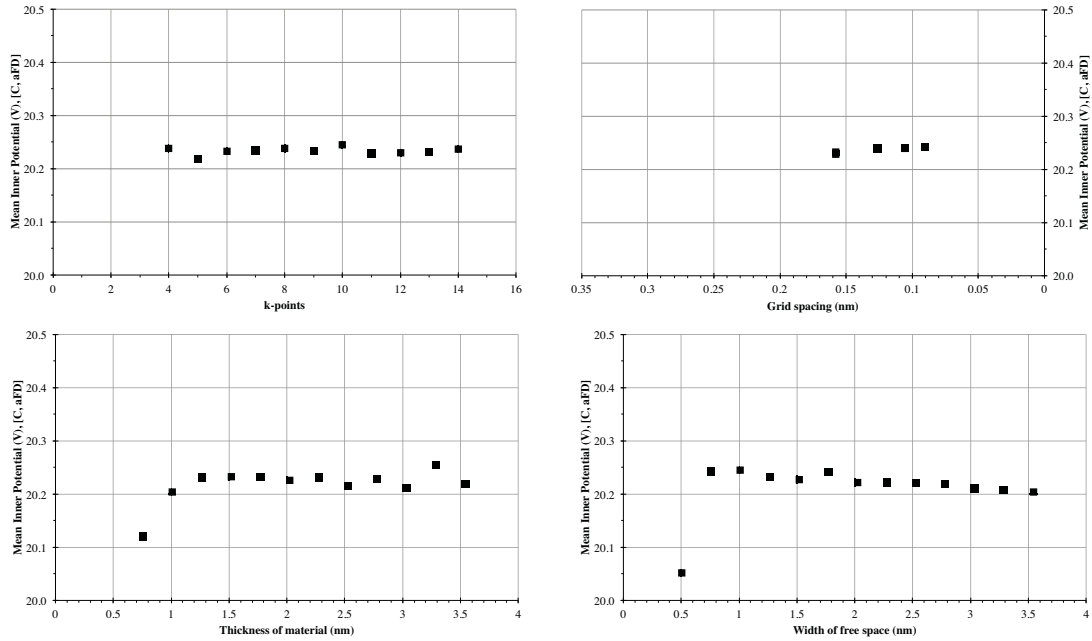 20.5
20.4
20.3
20.2
20.1
20.0
0 2 4 6 8 10 12 14 16
k-points
Mean Inner Potential (V), [C, aFD]
20.5
20.4
20.3
20.2
20.1
20.0
0.35 0.3 0.25 0.2 0.15 0.1 0.05 0
Grid spacing (nm)
Mean Inner Potential (V), [C, aFD]
20.5
20.4
20.3
20.2
20.1
20.0
0 0.5 1 1.5 2 2.5 3 3.5 4
Thickness of material (nm)
Mean Inner Potential (V), [C, aFD]
20.5
20.4
20.3
20.2
20.1
20.0
0 0.5 1 1.5 2 2.5 3 3.5 4
Width of free space (nm)
Mean Inner Potential (V), [C, aFD]